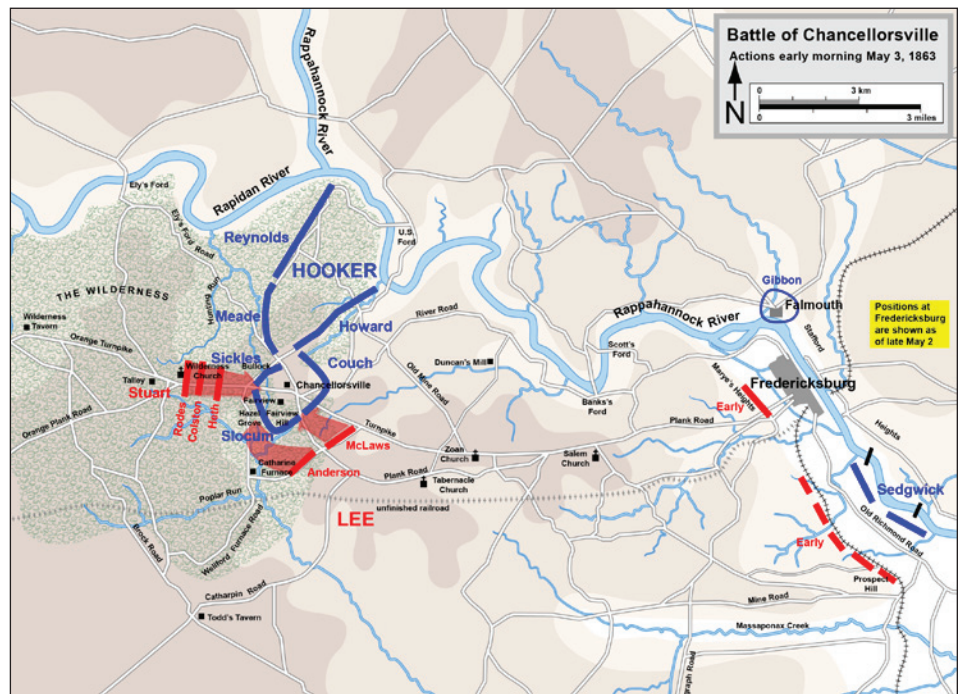 Battle of Chancellorsville
Actions early morning May 3, 1863
N
0
3 km
0
3 miles
Rappahannock River
Ely's Ford
Rapidan River
Ely's Ford Road
Reynolds
U.S.
Ford
HOOKER
Gibbon
Falmouth
THE WILDERNESS
Hunting Run
Meade
Howard
River Road
Rappahannock River
Stafford
Heights
Positions at
Fredericksburg
are shown as
of late May 2
Wilderness
Tavern
Orange Turnpike
Scott's
Ford
Sickles
Bullock
Couch
Duncan's Mill
Wilderness
Church
Talley
Stuart
Chancellorsville
Old Mine Road
Marye's Heights
Fredericksburg
Rodes
Colston
Heth
Fairview
Banks's
Ford
Early
Orange Plank Road
Hazel
Grove
Fairview
Hill
Slocum
Turnpike
Plank Road
McLaws
Zoan
Church
Salem
Church
Catharine
Furnace
Anderson
Plank Road
Tabernacle
Church
Sedgwick
Poplar Run
unfinished railroad
LEE
Old Richmond Road
Early
Brock Road
Wellford Furnace Road
Prospect
Hill
Catharpin Road
Mine Road
Todd's Tavern
Massaponax Creek
graph Road